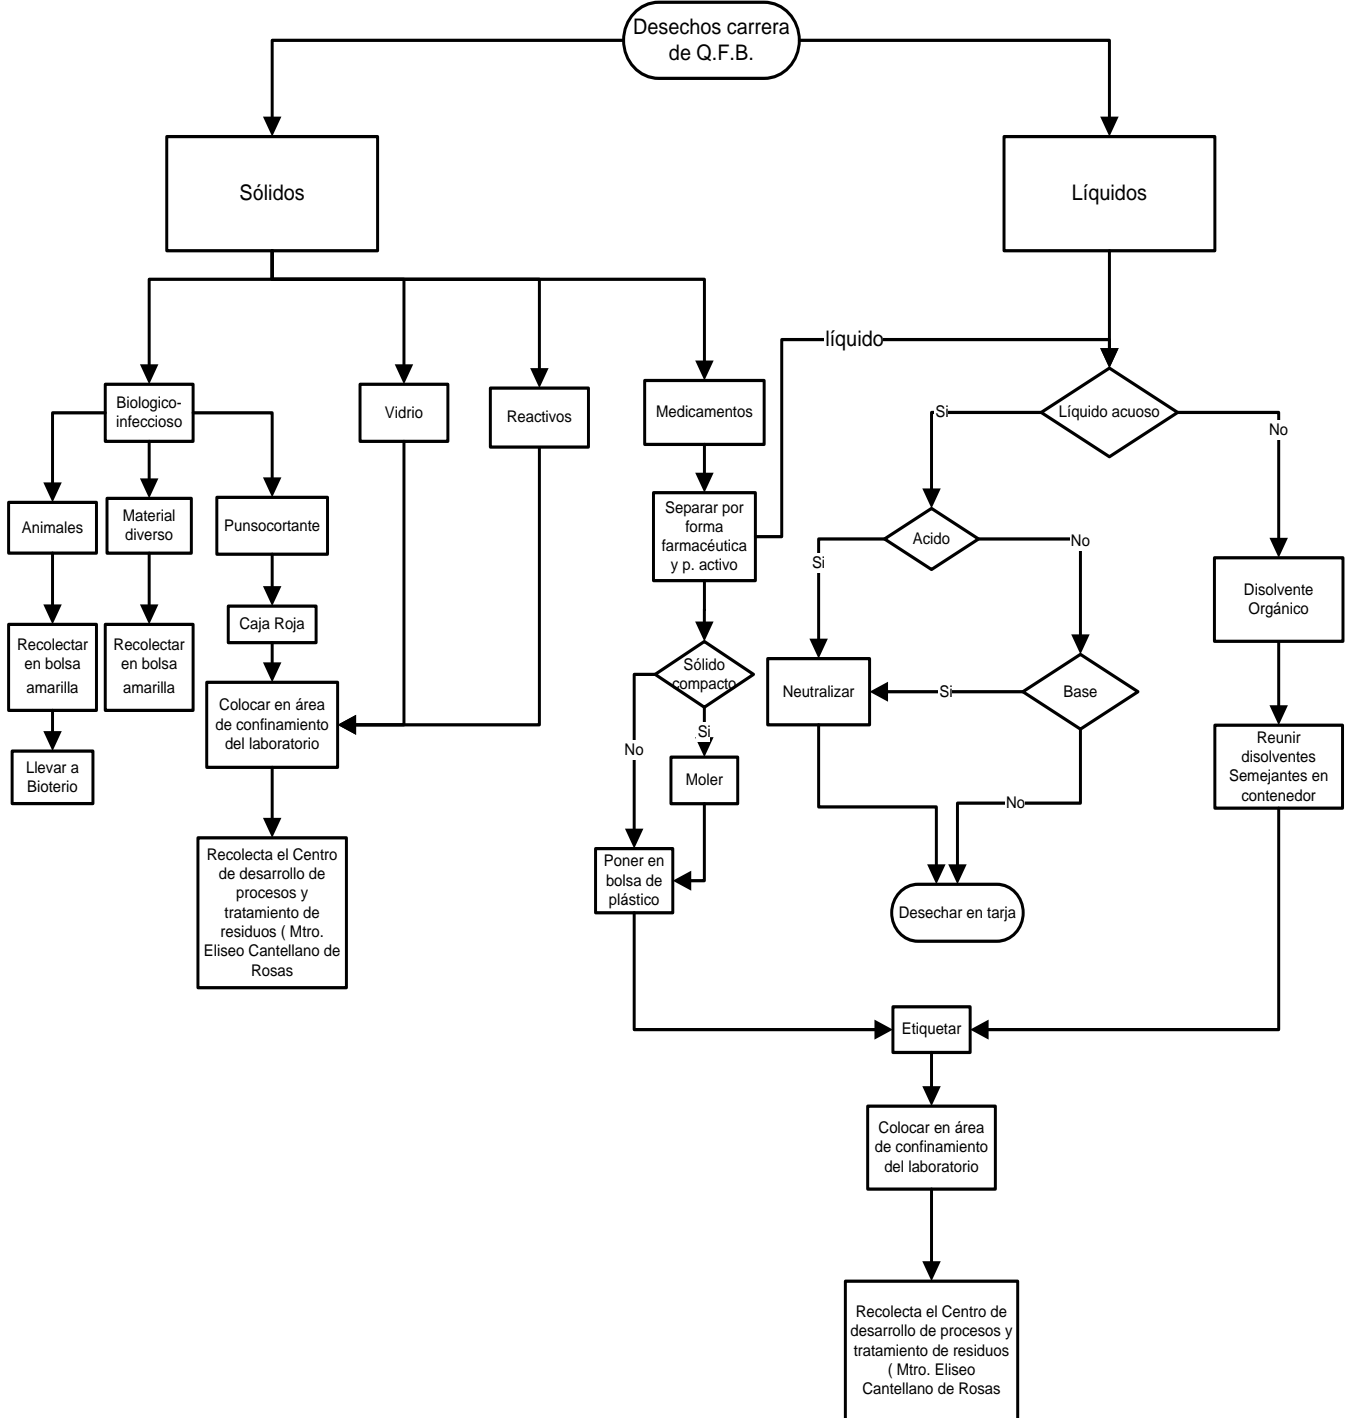 Desechos carrera
de Q.F.B.
Sólidos
Líquidos
líquido
Biologico-
infeccioso
Vidrio
Reactivos
Medicamentos
Si
Líquido acuoso
No
Animales
Material
diverso
Punsocortante
Separar por
forma
farmacéutica
y p. activo
Acido
No
Si
Disolvente
Orgánico
Recolectar
en bolsa
amarilla
Recolectar
en bolsa
amarilla
Caja Roja
Sólido
compacto
Neutralizar
Si
Base
Colocar en área
de confinamiento
del laboratorio
No
Si
Reunir
disolventes
Semejantes en
contenedor
Llevar a
Bioterio
Moler
No
Recolecta el Centro
de desarrollo de
procesos y
tratamiento de
residuos ( Mtro.
Eliseo Cantellano de
Rosas
Poner en
bolsa de
plástico
Desechar en tarja
Etiquetar
Colocar en área
de confinamiento
del laboratorio
Recolecta el Centro de
desarrollo de procesos y
tratamiento de residuos
( Mtro. Eliseo
Cantellano de Rosas